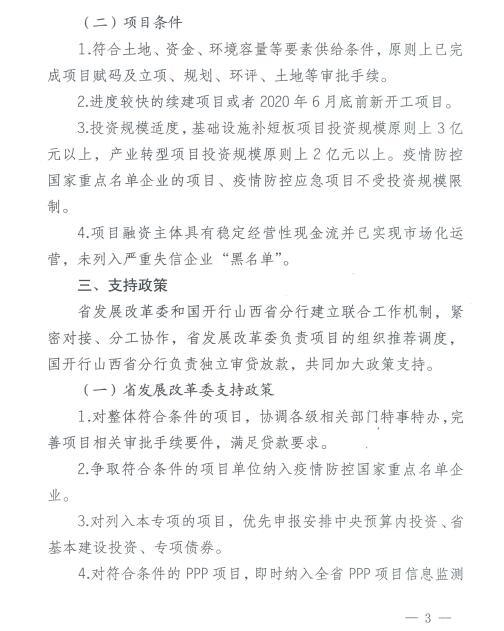 （二）项目条件
1.符合土地、资金、环境容量等要素供给条件，原则上已完
成项目赋码及立项、规划、环评、土地等审批手续。
2.进度较快的续建项目或者 2020 年 6 月底前新开工项目。
3.投资规模适度，基础设施补短板项目投资规模原则上 3 亿
元以上，产业转型项目投资规模原则上 2 亿元以上。疫情防控
国家重点名单企业的项目、疫情防控应急项目不受投资规模限
制。
4.项目融资主体具有稳定经营性现金流并已实现市场化运
营，未列入严重失信企业“黑名单”。
三、支持政策
省发展改革委和国开行山西省分行建立联合工作机制，紧
密对接、分工协作，省发展改革委负责项目的组织推荐调度，
国开行山西省分行负责独立审贷放款，共同加大政策支持。
（一）省发展改革委支持政策
1.对整体符合条件的项目，协调各级相关部门特事特办，完
善项目相关审批手续要件，满足贷款要求。
2.争取符合条件的项目单位纳入疫情防控国家重点名单企
业。
3.对列入本专项的项目，优先申报安排中央预算内投资、省
基本建设投资、专项债券。
4.对符合条件的 PPP 项目，即时纳入全省 PPP 项目信息监测
— 3 —